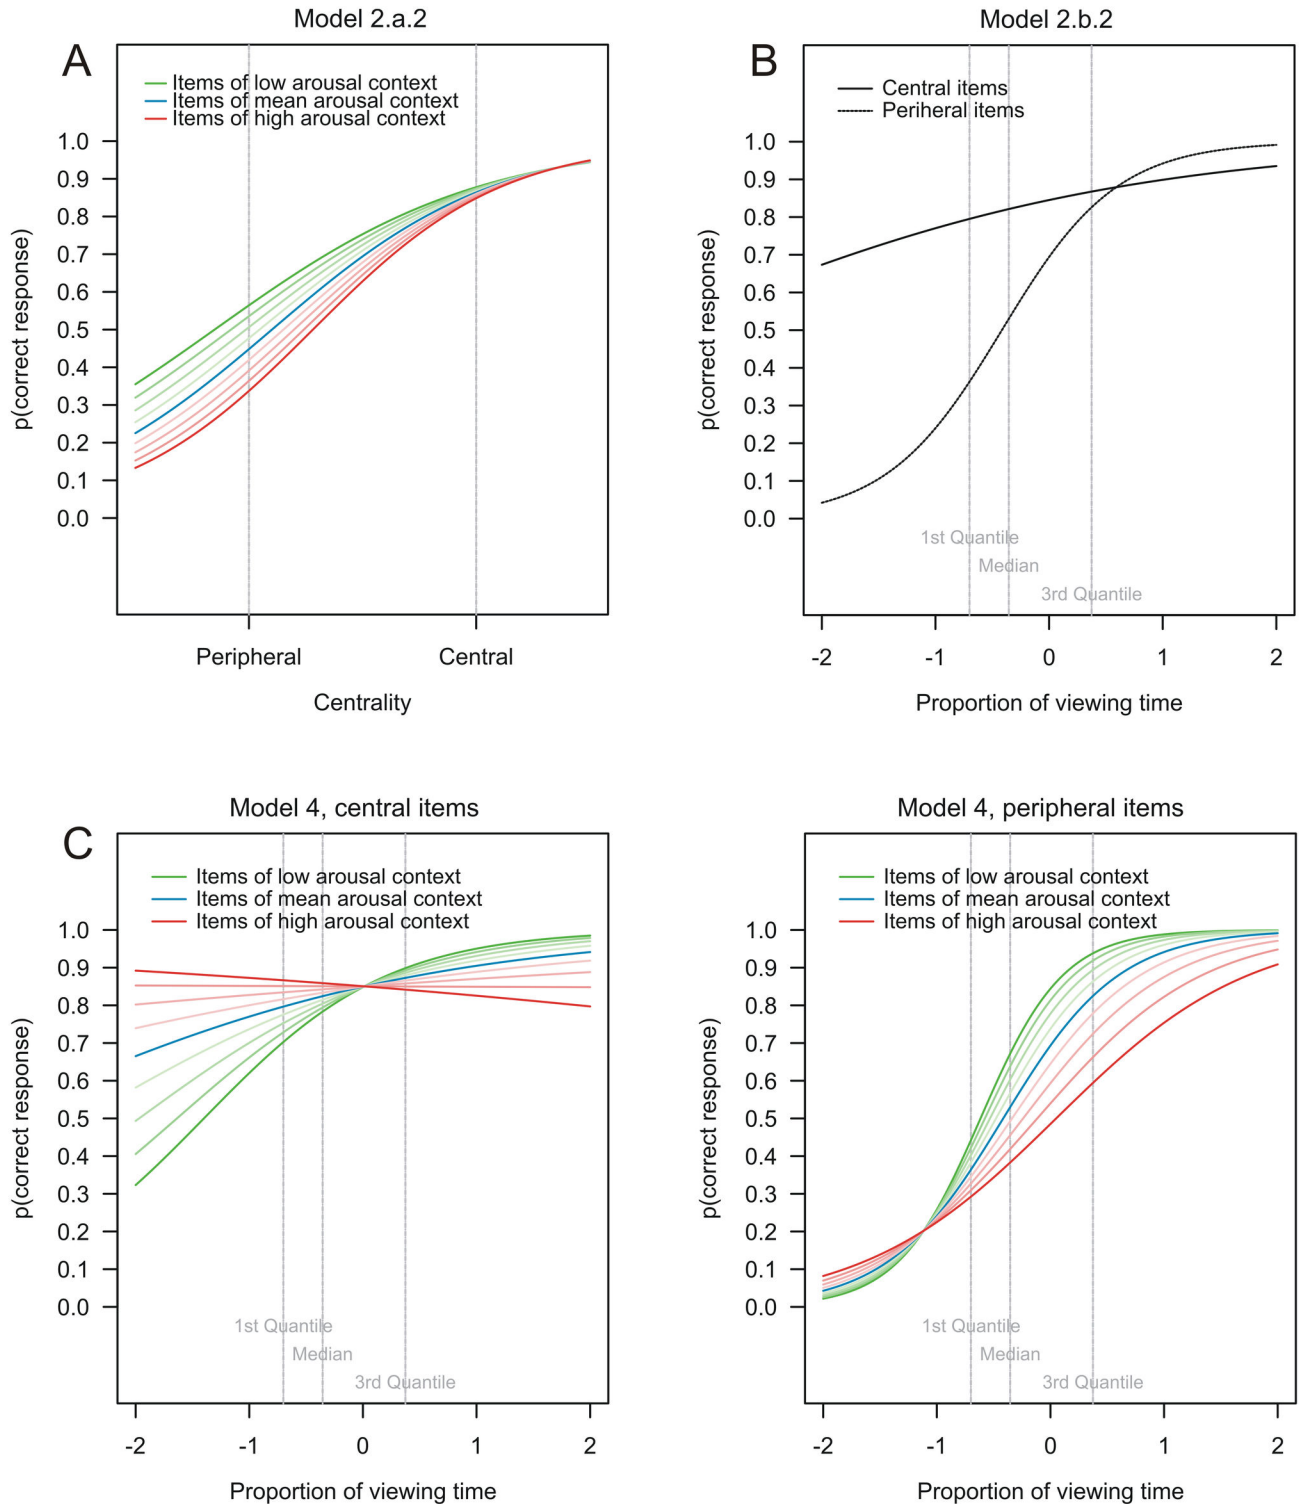 Model 2.a.2
A
Items of low arousal context
Items of mean arousal context
Items of high arousal context
1.0
0.9
0.8
0.7
0.6
0.5
0.4
0.3
0.2
0.1
0.0
p(correct response)
Peripheral
Central
Centrality
Model 2.b.2
B
Central items
Periheral items
1.0
0.9
0.8
0.7
0.6
0.5
0.4
0.3
0.2
0.1
0.0
p(correct response)
1st Quantile
Median
3rd Quantile
-2 -1 0 1 2
Proportion of viewing time
Model 4, central items
C
Items of low arousal context
Items of mean arousal context
Items of high arousal context
1.0
0.9
0.8
0.7
0.6
0.5
0.4
0.3
0.2
0.1
0.0
p(correct response)
1st Quantile
Median
3rd Quantile
-2 -1 0 1 2
Proportion of viewing time
Model 4, peripheral items
Items of low arousal context
Items of mean arousal context
Items of high arousal context
1.0
0.9
0.8
0.7
0.6
0.5
0.4
0.3
0.2
0.1
0.0
p(correct response)
1st Quantile
Median
3rd Quantile
-2 -1 0 1 2
Proportion of viewing time